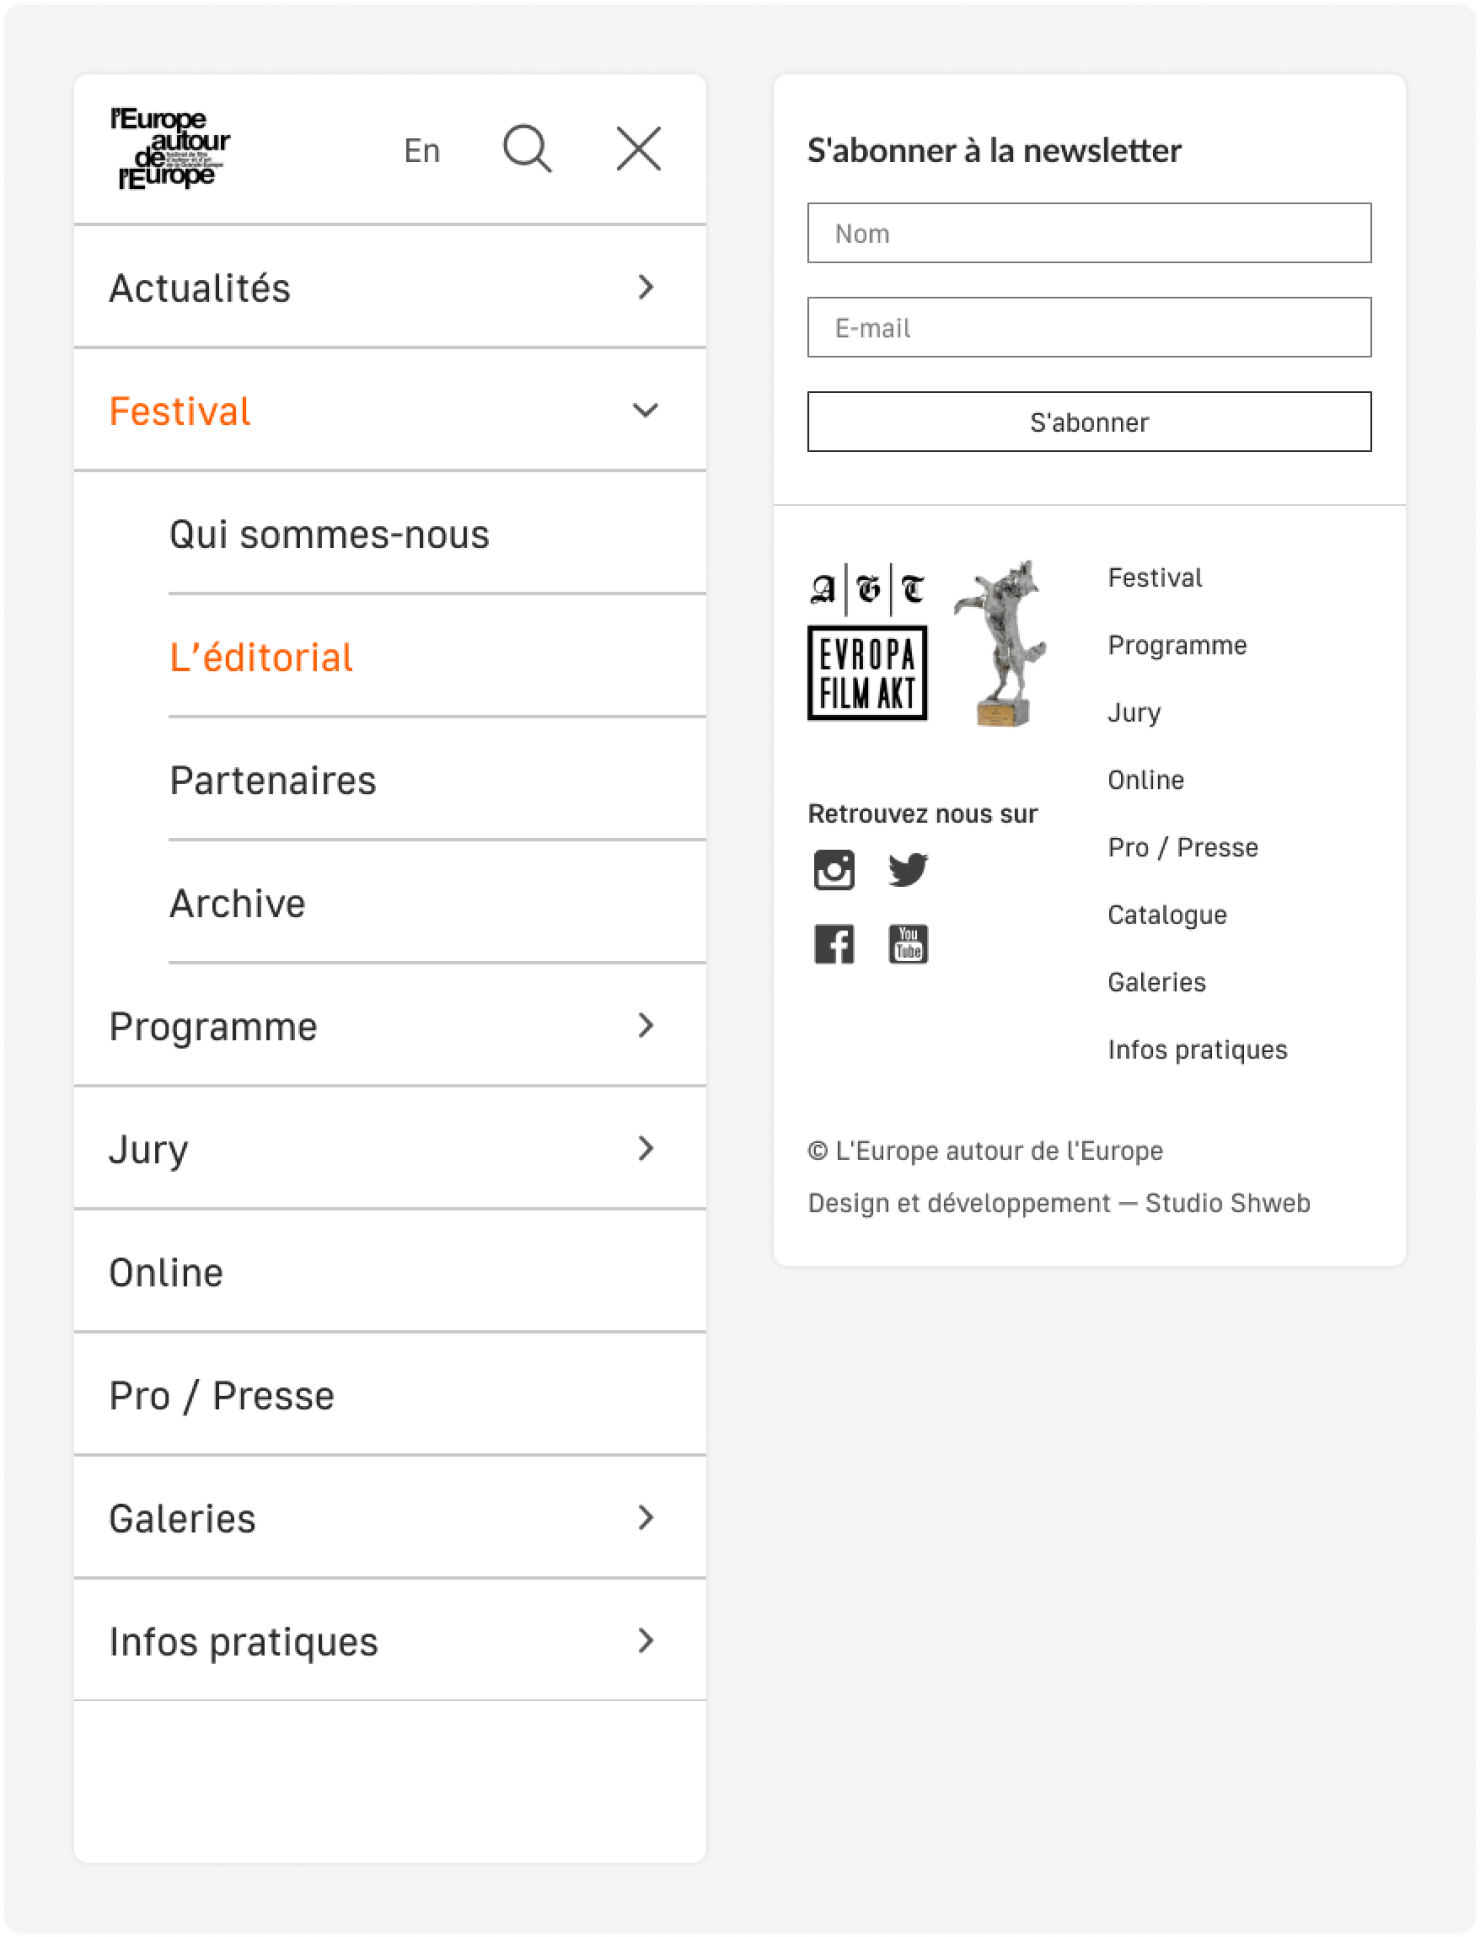 l'Europe
autour
de
l'Europe
En
Actualités
Festival
Qui sommes-nous
L’éditorial
Partenaires
Archive
Programme
Jury
Online
Pro / Presse
Galeries
Infos pratiques
S'abonner à la newsletter
Nom
E-mail
S'abonner
A|G|T
EVROPA
FILM AKT
Retrouvez nous sur
You
Tube
Festival
Programme
Jury
Online
Pro / Presse
Catalogue
Galeries
Infos pratiques
© L'Europe autour de l'Europe
Design et développement — Studio Shweb